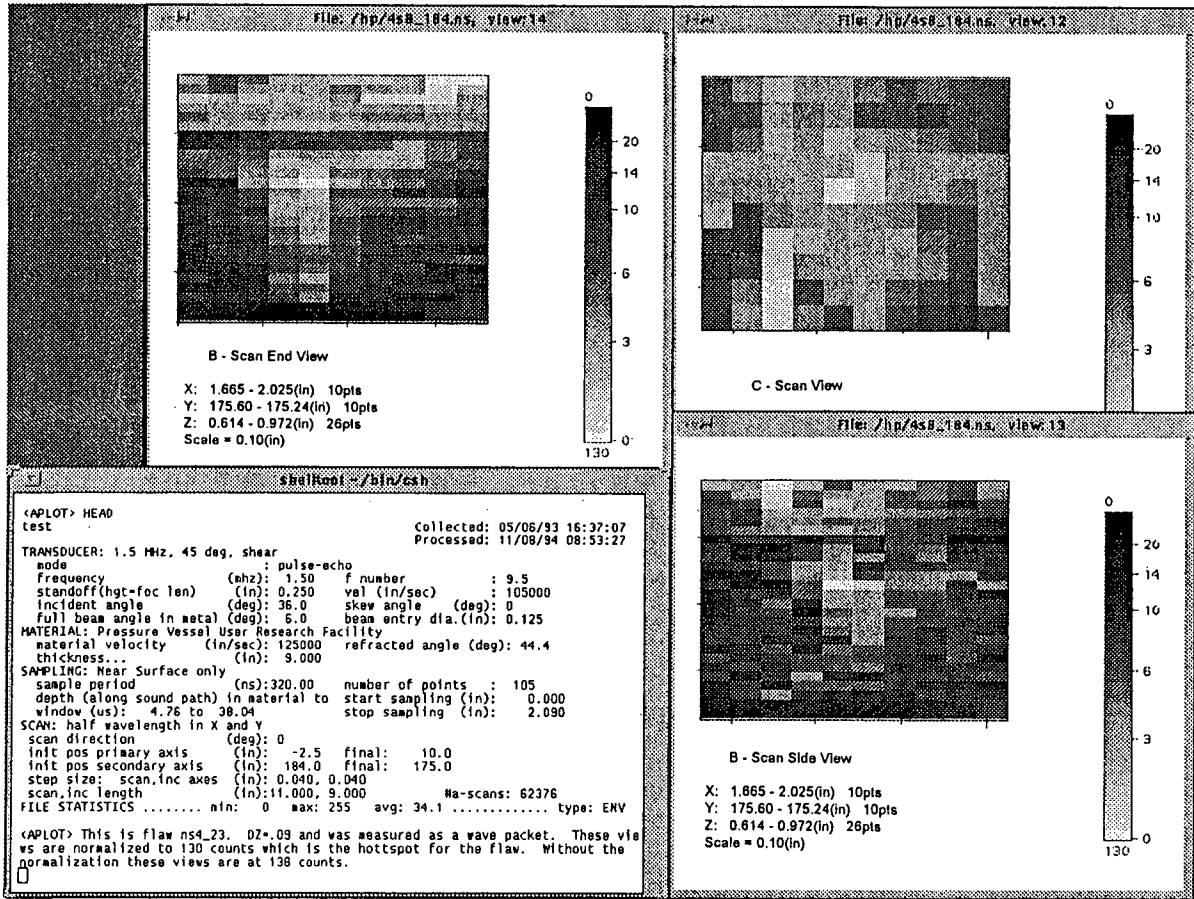 File: /hp/4s8_184.ns, view:14
0
20
14
10
6
3
0
130
B - Scan End View
X: 1.665 - 2.025(in) 10pts
Y: 175.60 - 175.24(in) 10pts
Z: 0.614 - 0.972(in) 26pts
Scale = 0.10(in)
File: /hp/4s8_184.ns, view:12
0
20
14
10
6
3
C - Scan View
File: /hp/4s8_184.ns, view:13
0
20
14
10
6
3
0
130
B - Scan Side View
X: 1.665 - 2.025(in) 10pts
Y: 175.60 - 175.24(in) 10pts
Z: 0.614 - 0.972(in) 26pts
Scale = 0.10(in)
shelltool - /bin/csh
<APLOT> HEAD
test Collected: 05/06/93 16:37:07
Processed: 11/08/94 08:53:27
TRANSDUCER: 1.5 MHz, 45 deg, shear
mode : pulse-echo
frequency (mhz): 1.50 f number : 9.5
standoff(hgt-foc len) (in): 0.250 vel (in/sec) : 105000
incident angle (deg): 36.0 skew angle (deg): 0
full beam angle in metal (deg): 6.0 beam entry dia.(in): 0.125
MATERIAL: Pressure Vessel User Research Facility
material velocity (in/sec): 125000 refracted angle (deg): 44.4
thickness... (in): 9.000
SAMPLING: Near Surface only
sample period (ns):320.00 number of points : 105
depth (along sound path) in material to start sampling (in): 0.000
window (us): 4.76 to 38.04 stop sampling (in): 2.090
SCAN: half wavelength in X and Y
scan direction (deg): 0
init pos primary axis (in): -2.5 final: 10.0
init pos secondary axis (in): 184.0 final: 175.0
step size: scan,inc axes (in): 0.040, 0.040
scan,inc length (in):11.000, 9.000 #a-scans: 62376
FILE STATISTICS ........ min: 0 max: 255 avg: 34.1 ............. type: ENV
<APLOT> This is flaw ns4_23. DZ=.09 and was measured as a wave packet. These vie
ws are normalized to 130 counts which is the hottspot for the flaw. Without the
normalization these views are at 138 counts.